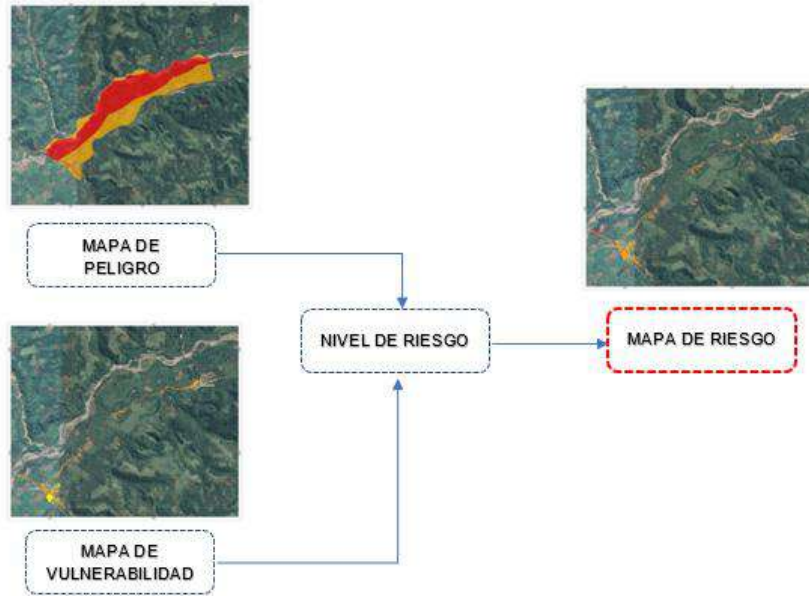 MAPA DE
PELIGRO
NIVEL DE RIESGO
MAPA DE RIESGO
MAPA DE
VULNERABILIDAD